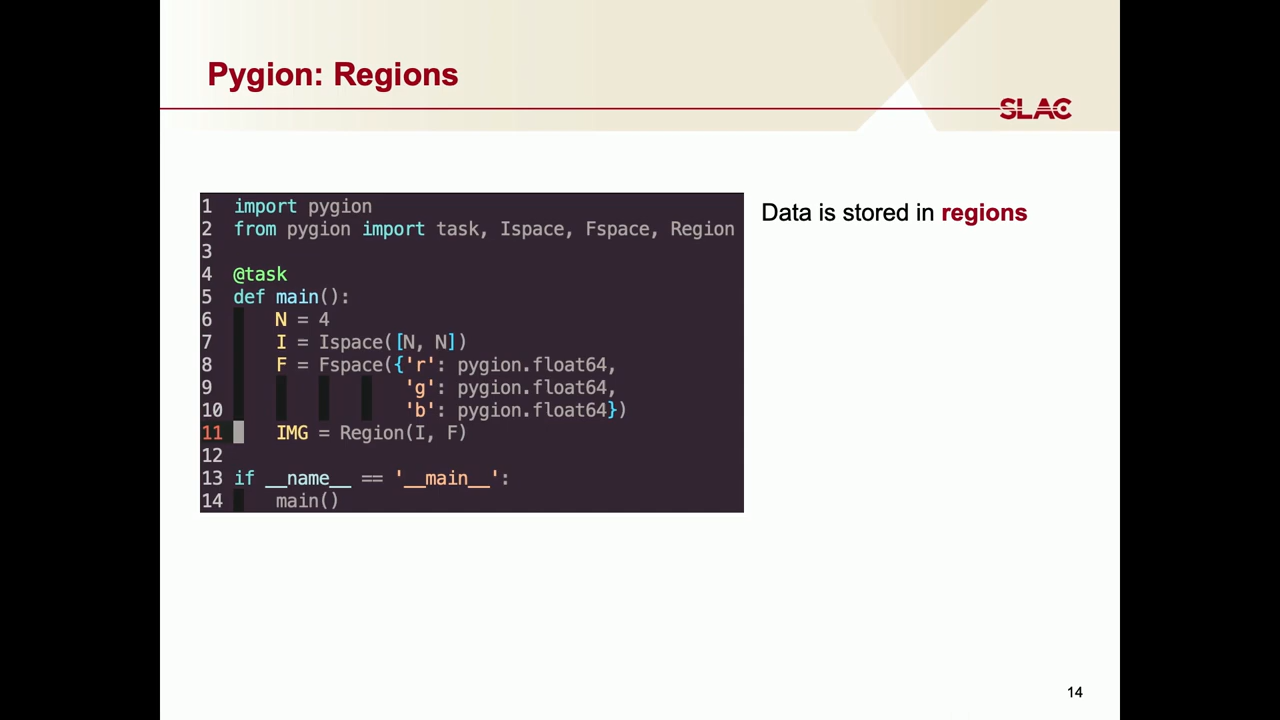 Pygion: Regions
SLAC
1 import pygion
2 from pygion import task, Ispace, Fspace, Region
3
4 @task
5 def main():
6     N = 4
7     I = Ispace([N, N])
8     F = Fspace({'r': pygion.float64,
9                 'g': pygion.float64,
10                 'b': pygion.float64})
11     IMG = Region(I, F)
12
13 if __name__ == '__main__':
14     main()
Data is stored in regions
14